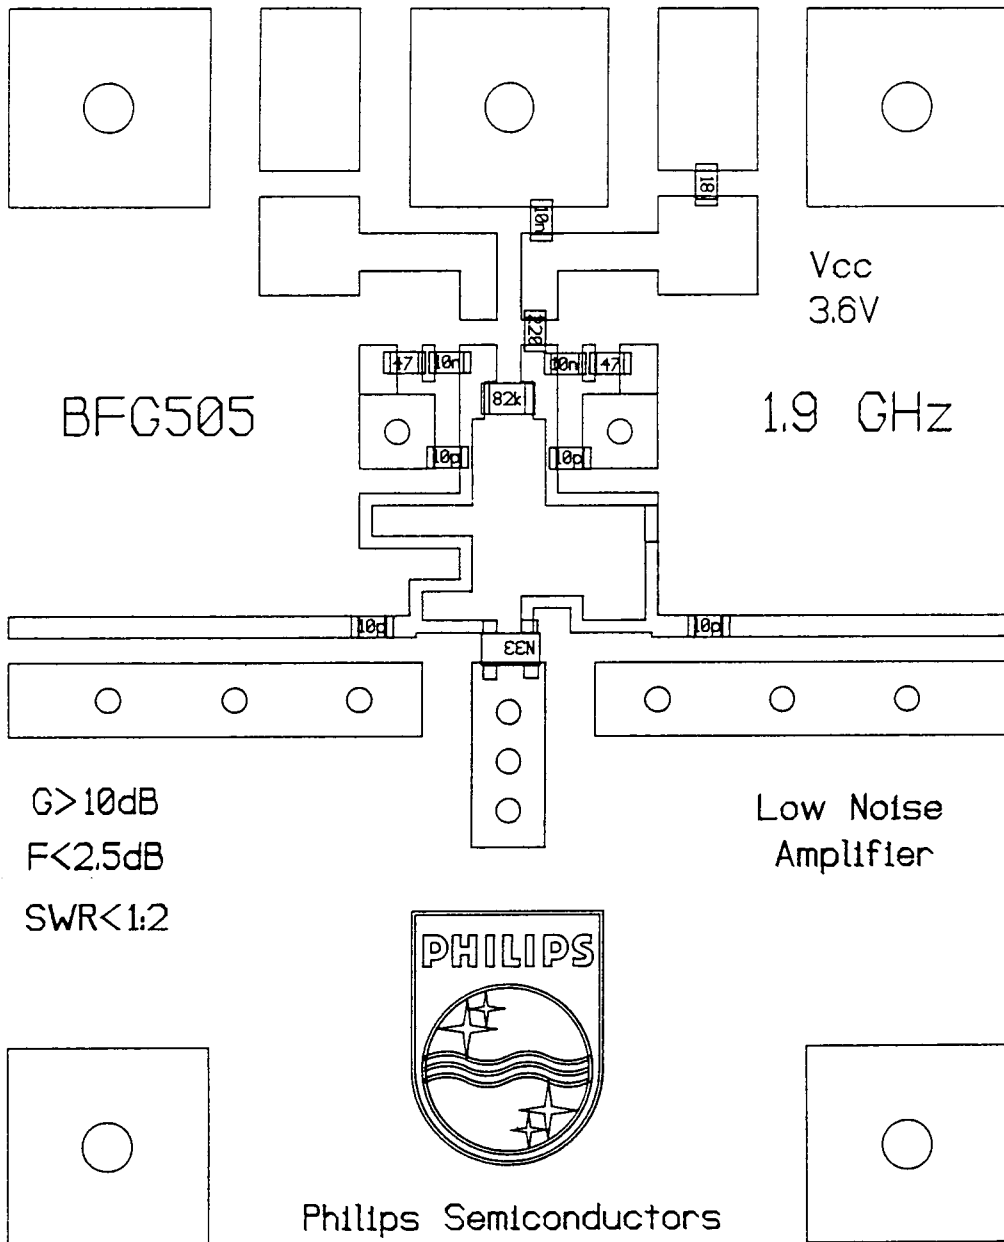 18
10n
Vcc
3.6V
220
47
10n
10n
47
82k
BFG505
1.9 GHz
10p
10p
10p
10p
N33
G>10dB
F<2.5dB
SWR<1:2
Low Noise
Amplifier
PHILIPS
Philips Semiconductors